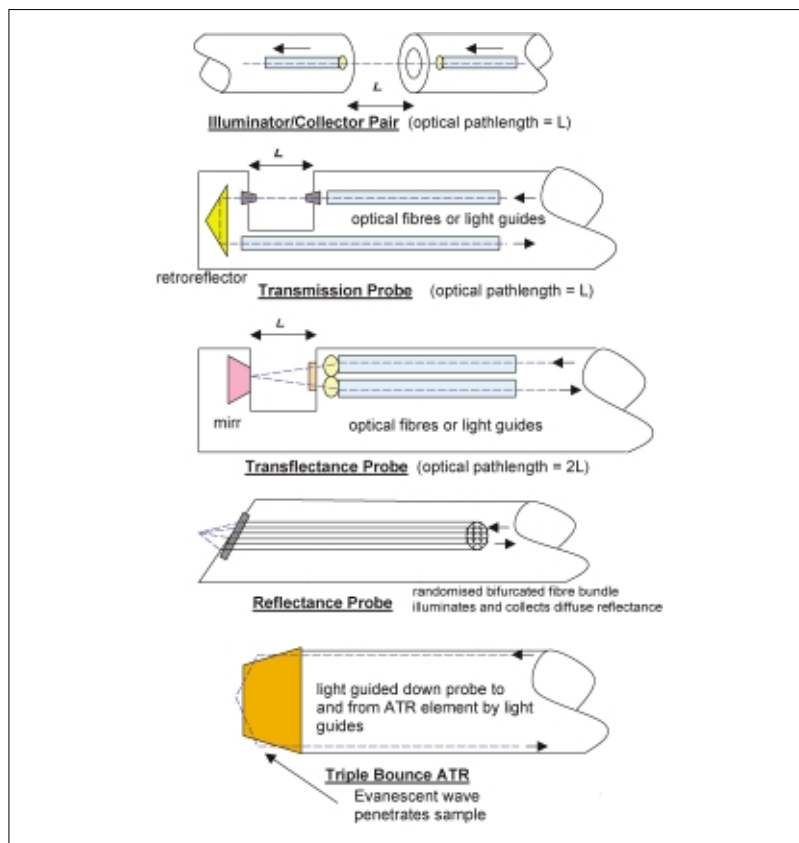 L
Illuminator/Collector Pair (optical pathlength = L)
L
optical fibres or light guides
retroreflector
Transmission Probe (optical pathlength = L)
L
mirr
optical fibres or light guides
Transflectance Probe (optical pathlength = 2L)
Reflectance Probe
randomised bifurcated fibre bundle
illuminates and collects diffuse reflectance
light guided down probe to
and from ATR element by light
guides
Triple Bounce ATR
Evanescent wave
penetrates sample